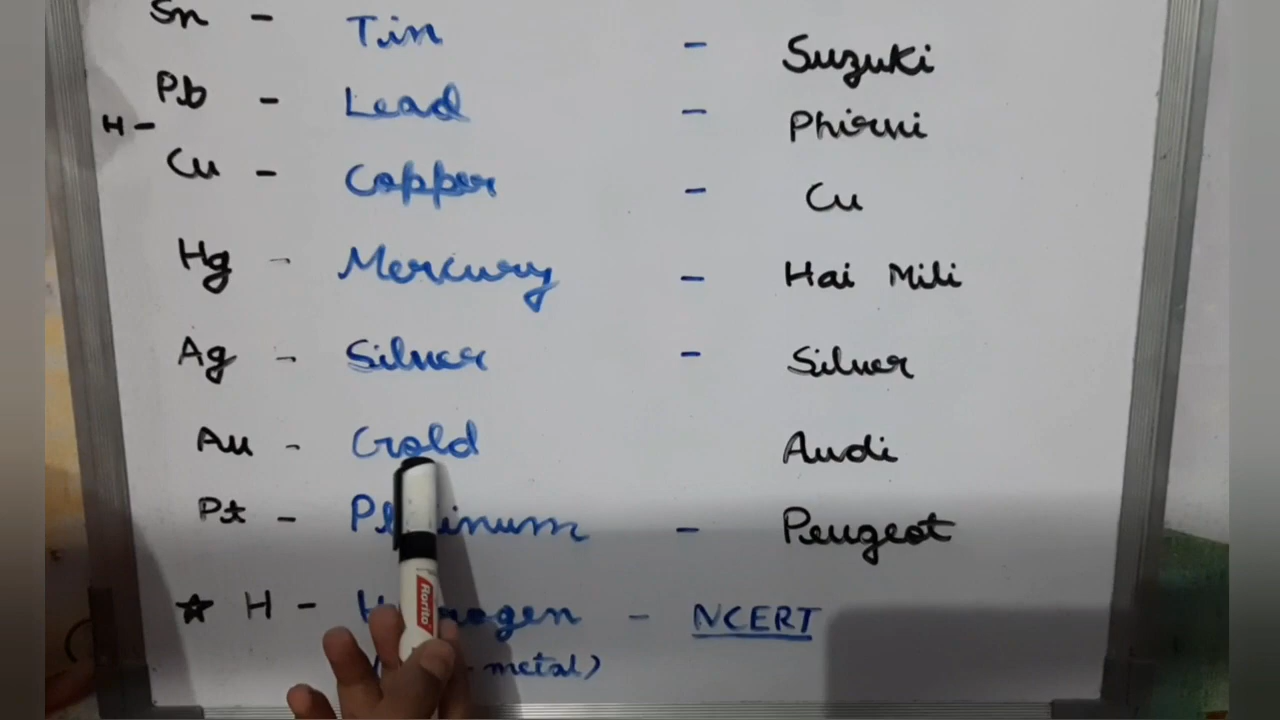 Sn - Tin - Suzuki
Pb - Lead - Phirni
H -
Cu - Copper - Cu
Hg - Mercury - Hai Mili
Ag - Silver - Silver
Au - Gold Audi
Pt - - Peugeot
☆ H - - NCERT
metal)
Rorito